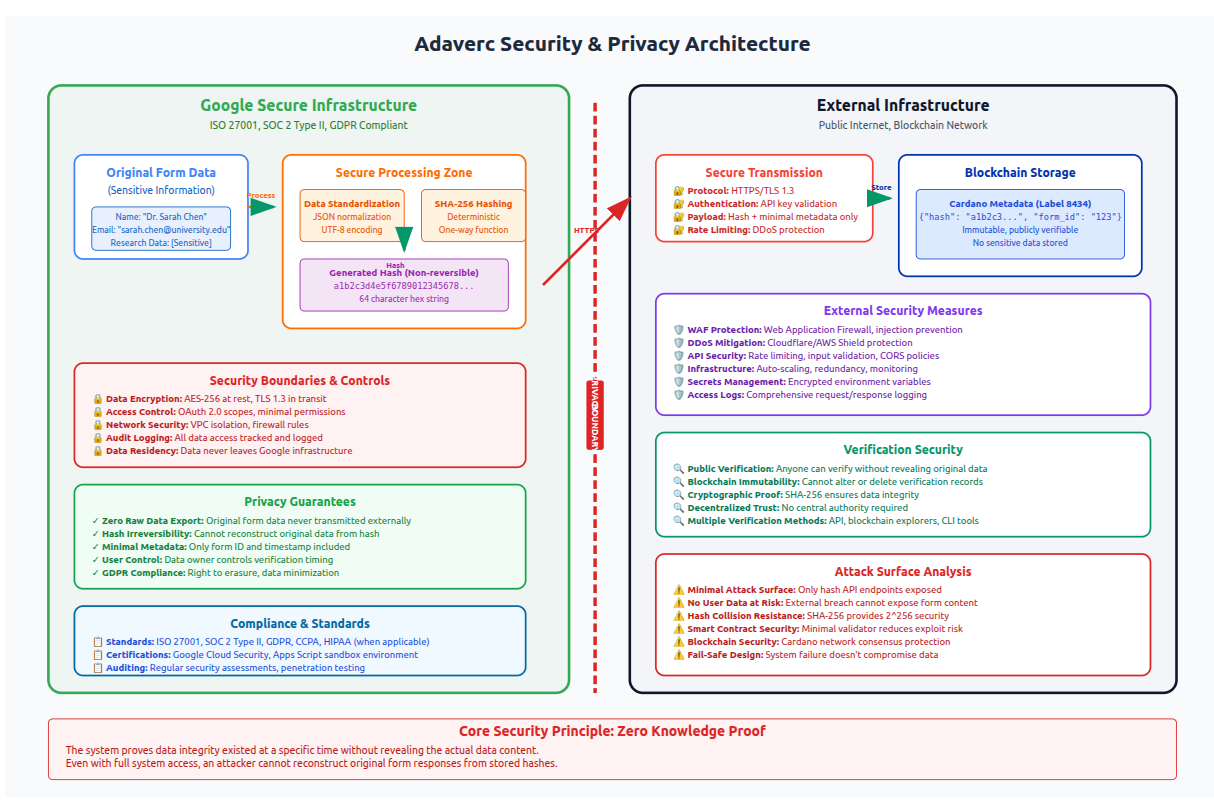 Adaverc Security & Privacy Architecture
Google Secure Infrastructure
ISO 27001, SOC 2 Type II, GDPR Compliant
Original Form Data
(Sensitive Information)
Name: "Dr. Sarah Chen"
Email: "sarah.chen@university.edu"
Research Data: [Sensitive]
Process
Secure Processing Zone
Data Standardization
JSON normalization
UTF-8 encoding
SHA-256 Hashing
Deterministic
One-way function
Hash
Generated Hash (Non-reversible)
a1b2c3d4e5f6789012345678...
64 character hex string
Security Boundaries & Controls
🔒 Data Encryption: AES-256 at rest, TLS 1.3 in transit
🔒 Access Control: OAuth 2.0 scopes, minimal permissions
🔒 Network Security: VPC isolation, firewall rules
🔒 Audit Logging: All data access tracked and logged
🔒 Data Residency: Data never leaves Google infrastructure
Privacy Guarantees
✓ Zero Raw Data Export: Original form data never transmitted externally
✓ Hash Irreversibility: Cannot reconstruct original data from hash
✓ Minimal Metadata: Only form ID and timestamp included
✓ User Control: Data owner controls verification timing
✓ GDPR Compliance: Right to erasure, data minimization
Compliance & Standards
📋 Standards: ISO 27001, SOC 2 Type II, GDPR, CCPA, HIPAA (when applicable)
📋 Certifications: Google Cloud Security, Apps Script sandbox environment
📋 Auditing: Regular security assessments, penetration testing
External Infrastructure
Public Internet, Blockchain Network
Secure Transmission
🔐 Protocol: HTTPS/TLS 1.3
🔐 Authentication: API key validation
🔐 Payload: Hash + minimal metadata only
🔐 Rate Limiting: DDoS protection
Store
Blockchain Storage
Cardano Metadata (Label 8434)
{"hash": "a1b2c3...", "form_id": "123"}
Immutable, publicly verifiable
No sensitive data stored
External Security Measures
🛡️ WAF Protection: Web Application Firewall, injection prevention
🛡️ DDoS Mitigation: Cloudflare/AWS Shield protection
🛡️ API Security: Rate limiting, input validation, CORS policies
🛡️ Infrastructure: Auto-scaling, redundancy, monitoring
🛡️ Secrets Management: Encrypted environment variables
🛡️ Access Logs: Comprehensive request/response logging
Verification Security
🔍 Public Verification: Anyone can verify without revealing original data
🔍 Blockchain Immutability: Cannot alter or delete verification records
🔍 Cryptographic Proof: SHA-256 ensures data integrity
🔍 Decentralized Trust: No central authority required
🔍 Multiple Verification Methods: API, blockchain explorers, CLI tools
Attack Surface Analysis
⚠️ Minimal Attack Surface: Only hash API endpoints exposed
⚠️ No User Data at Risk: External breach cannot expose form content
⚠️ Hash Collision Resistance: SHA-256 provides 2^256 security
⚠️ Smart Contract Security: Minimal validator reduces exploit risk
⚠️ Blockchain Security: Cardano network consensus protection
⚠️ Fail-Safe Design: System failure doesn't compromise data
Core Security Principle: Zero Knowledge Proof
The system proves data integrity existed at a specific time without revealing the actual data content.
Even with full system access, an attacker cannot reconstruct original form responses from stored hashes.